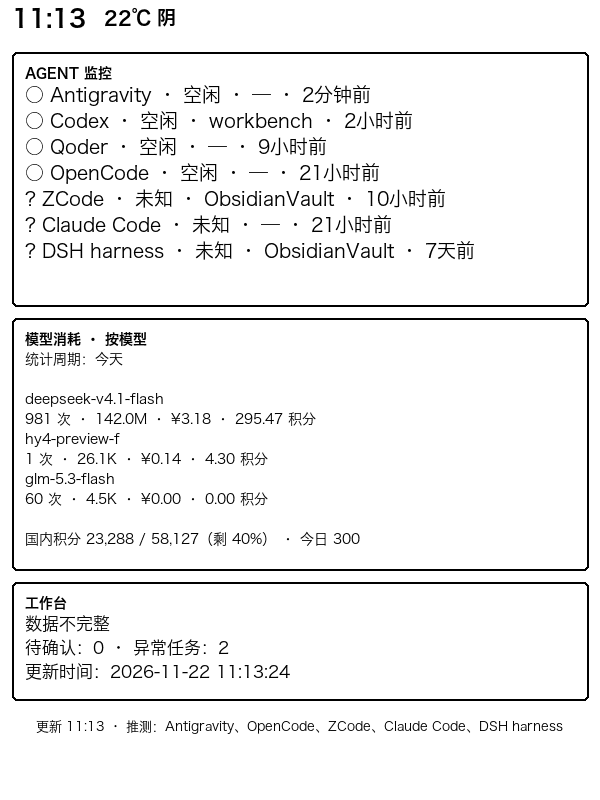 11:13 22℃ 阴
AGENT 监控
○ Antigravity · 空闲 · — · 2分钟前
○ Codex · 空闲 · workbench · 2小时前
○ Qoder · 空闲 · — · 9小时前
○ OpenCode · 空闲 · — · 21小时前
? ZCode · 未知 · ObsidianVault · 10小时前
? Claude Code · 未知 · — · 21小时前
? DSH harness · 未知 · ObsidianVault · 7天前
模型消耗 · 按模型
统计周期：今天
deepseek-v4.1-flash
981 次 · 142.0M · ¥3.18 · 295.47 积分
hy4-preview-f
1 次 · 26.1K · ¥0.14 · 4.30 积分
glm-5.3-flash
60 次 · 4.5K · ¥0.00 · 0.00 积分
国内积分 23,288 / 58,127（剩 40%） · 今日 300
工作台
数据不完整
待确认：0 · 异常任务：2
更新时间：2026-11-22 11:13:24
更新 11:13 · 推测：Antigravity、OpenCode、ZCode、Claude Code、DSH harness